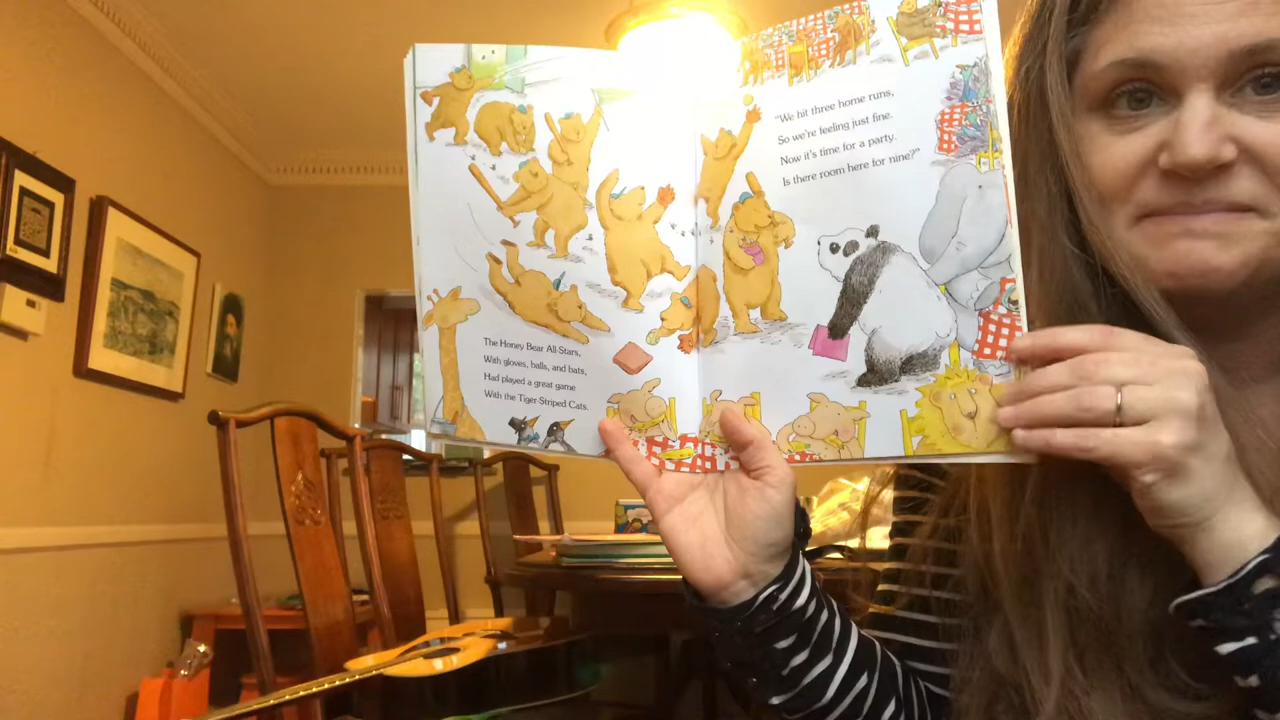 The Honey Bear All-Stars,
With gloves, balls, and bats,
Had played a great game
With the Tiger-Striped Cats.
"We hit three home runs,
So we're feeling just fine.
Now it's time for a party.
Is there room here for nine?"